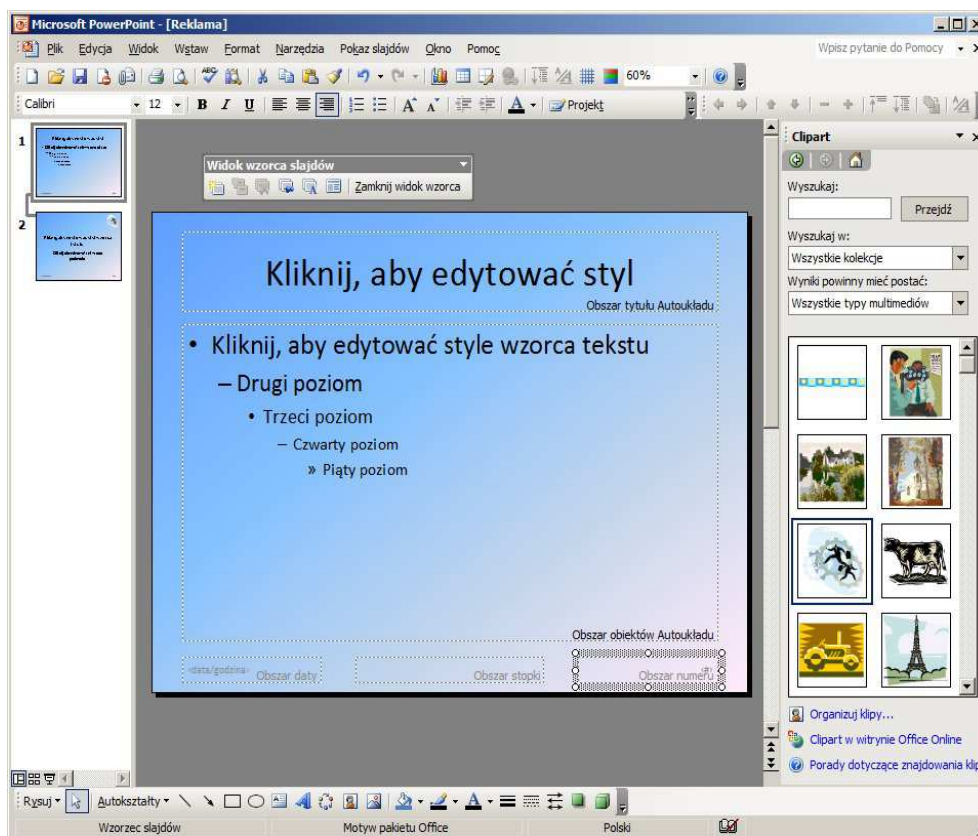 Microsoft PowerPoint - [Reklama]
Plik Edycja Widok Wstaw Format Narzędzia Pokaz slajdów Okno Pomoc Wpisz pytanie do Pomocy
60%
Calibri 12 B I U A A A Projekt
1
2
Widok wzorca slajdów
Zamknij widok wzorca
Kliknij, aby edytować styl
Obszar tytułu Autoukładu
• Kliknij, aby edytować style wzorca tekstu
– Drugi poziom
• Trzeci poziom
– Czwarty poziom
» Piąty poziom
Obszar obiektów Autoukładu
<data/godzina> Obszar daty
Obszar stopki
Obszar numeru
Clipart
Wyszukaj:
Przejdź
Wyszukaj w:
Wszystkie kolekcje
Wyniki powinny mieć postać:
Wszystkie typy multimediów
Organizuj klipy...
Clipart w witrynie Office Online
Porady dotyczące znajdowania klip
Rysuj Autokształty
Wzorzec slajdów Motyw pakietu Office Polski